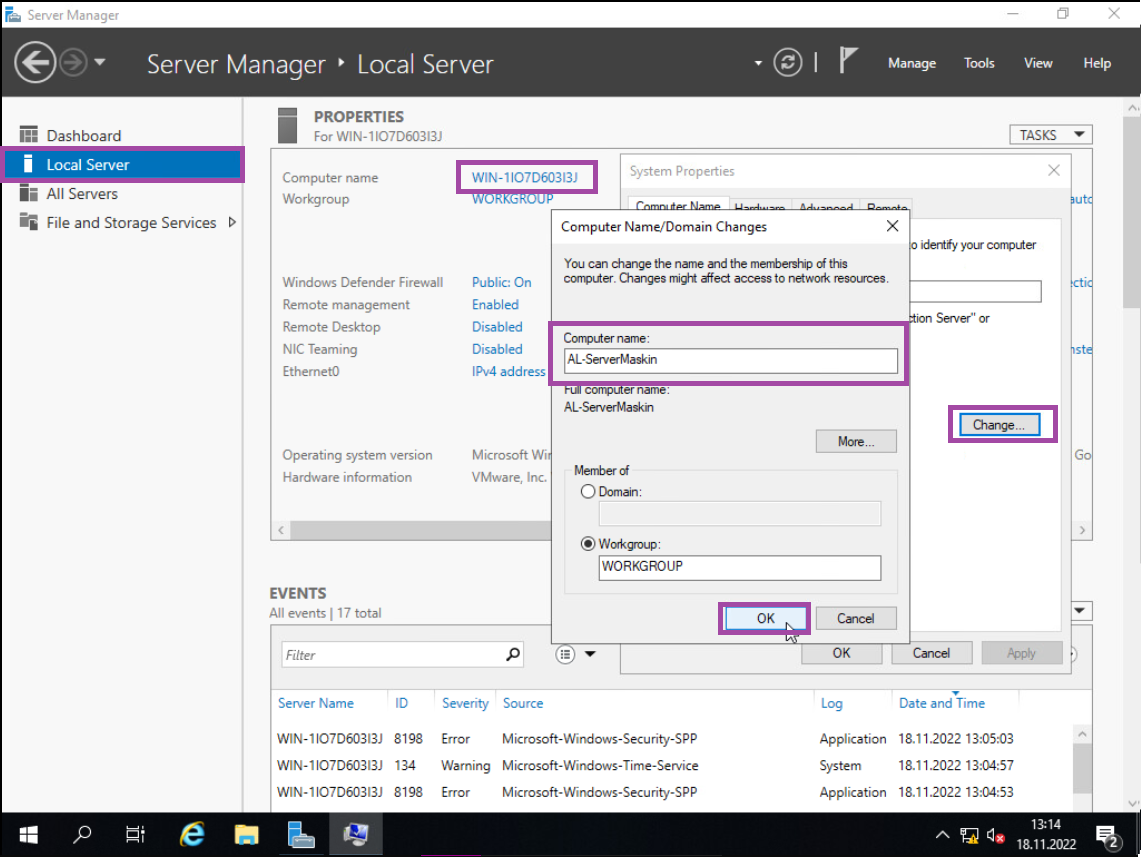 Server Manager
Server Manager ‣ Local Server
Manage Tools View Help
Dashboard
Local Server
All Servers
File and Storage Services
PROPERTIES
For WIN-1IO7D603I3J
TASKS
Computer name WIN-1IO7D603I3J
Workgroup WORKGROUP
Windows Defender Firewall Public: On
Remote management Enabled
Remote Desktop Disabled
NIC Teaming Disabled
Ethernet0 IPv4 address
Operating system version Microsoft Wi
Hardware information VMware, Inc.
System Properties
Computer Name Hardware Advanced Remote
o identify your computer
ction Server" or
Change...
OK Cancel Apply
Computer Name/Domain Changes
You can change the name and the membership of this
computer. Changes might affect access to network resources.
Computer name:
AL-ServerMaskin
Full computer name:
AL-ServerMaskin
More...
Member of
Domain:
Workgroup:
WORKGROUP
OK Cancel
EVENTS
All events | 17 total
Filter
Server Name ID Severity Source Log Date and Time
WIN-1IO7D603I3J 8198 Error Microsoft-Windows-Security-SPP Application 18.11.2022 13:05:03
WIN-1IO7D603I3J 134 Warning Microsoft-Windows-Time-Service System 18.11.2022 13:04:57
WIN-1IO7D603I3J 8198 Error Microsoft-Windows-Security-SPP Application 18.11.2022 13:04:53
13:14
18.11.2022
2